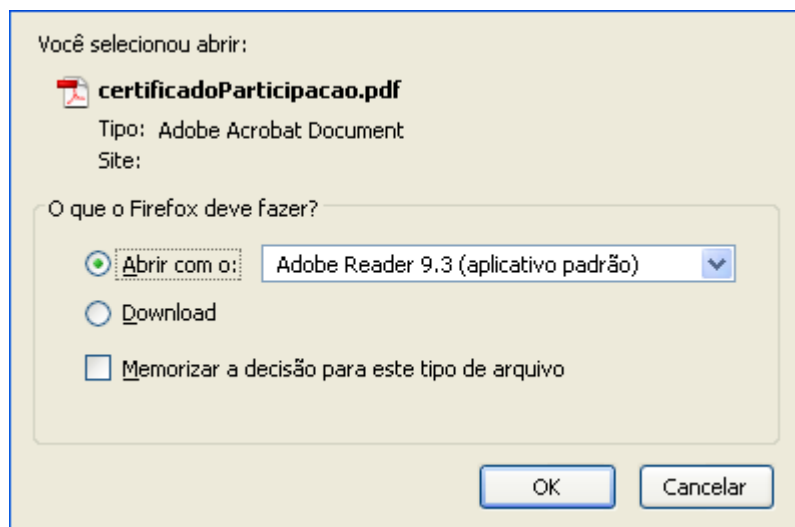 Você selecionou abrir:
certificadoParticipacao.pdf
Tipo: Adobe Acrobat Document
Site:
O que o Firefox deve fazer?
Abrir com o: Adobe Reader 9.3 (aplicativo padrão)
Download
Memorizar a decisão para este tipo de arquivo
OK Cancelar